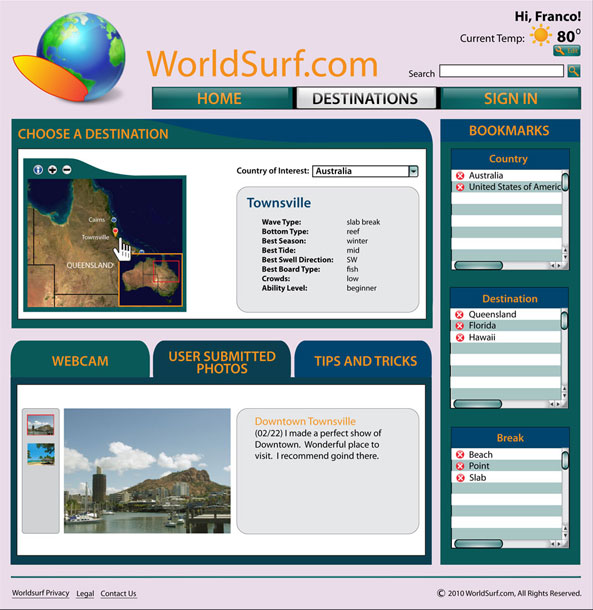 Hi, Franco!
Current Temp: 80°
Edit
WorldSurf.com
Search
HOME DESTINATIONS SIGN IN
CHOOSE A DESTINATION
Country of Interest: Australia
Cairns
Townsville
QUEENSLAND
Townsville
Wave Type: slab break
Bottom Type: reef
Best Season: winter
Best Tide: mid
Best Swell Direction: SW
Best Board Type: fish
Crowds: low
Ability Level: beginner
BOOKMARKS
Country
Australia
United States of Americ
Destination
Queensland
Florida
Hawaii
Break
Beach
Point
Slab
WEBCAM
USER SUBMITTED
PHOTOS
TIPS AND TRICKS
Downtown Townsville
(02/22) I made a perfect show of
Downtown. Wonderful place to
visit. I recommend goind there.
Worldsurf Privacy Legal Contact Us
© 2010 WorldSurf.com, All Rights Reserved.